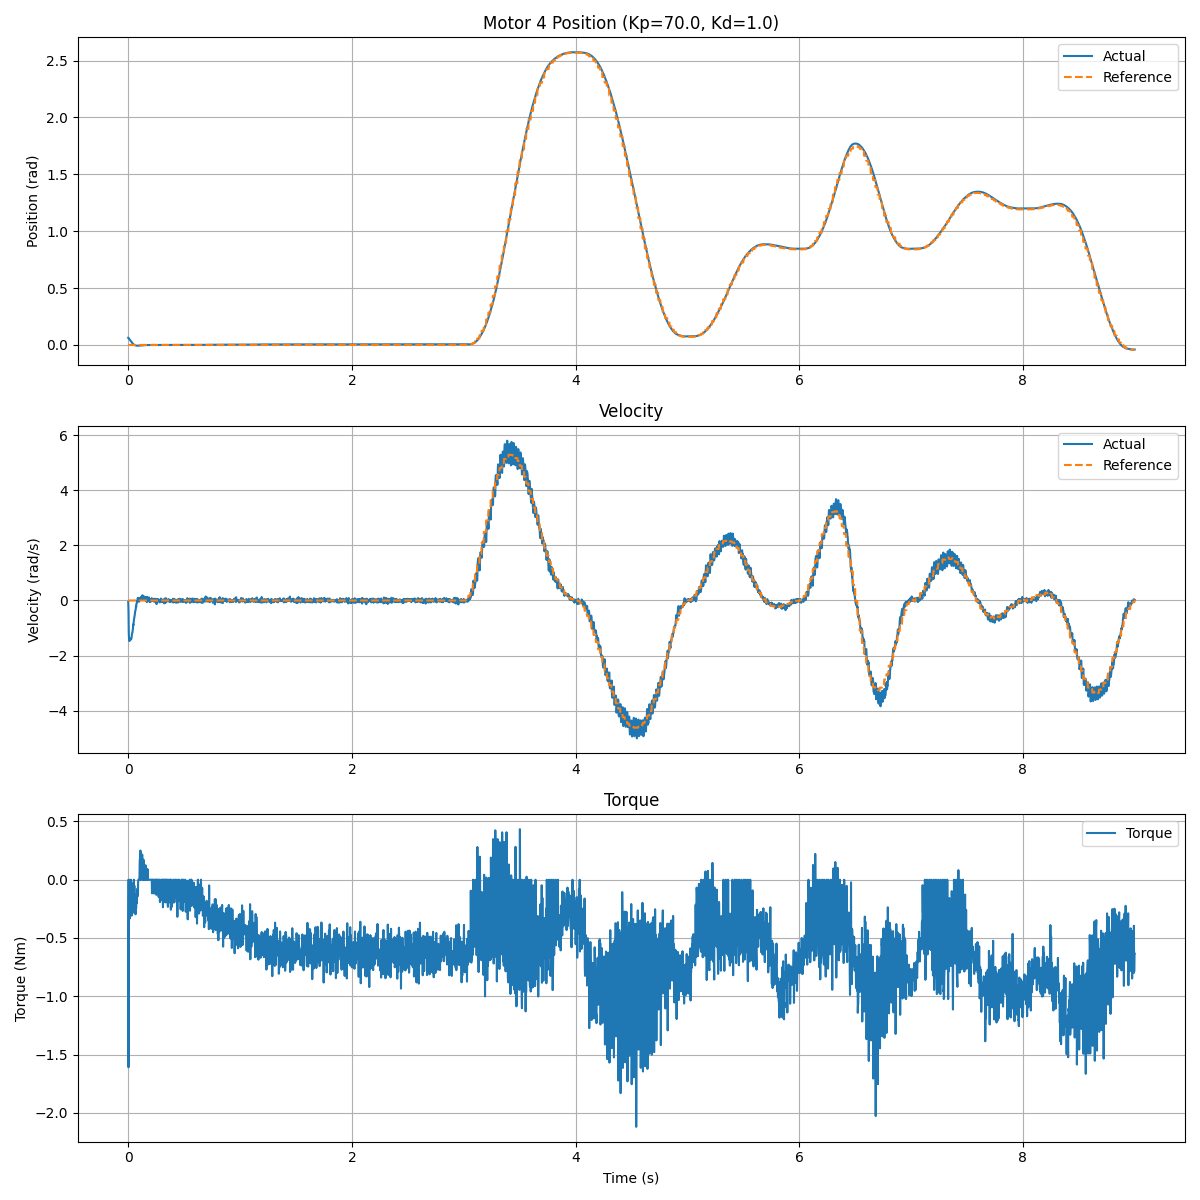 Motor 4 Position (Kp=70.0, Kd=1.0)
Position (rad)
2.5
2.0
1.5
1.0
0.5
0.0
Actual
Reference
0 2 4 6 8
Velocity
Velocity (rad/s)
6
4
2
0
−2
−4
Actual
Reference
0 2 4 6 8
Torque
Torque (Nm)
0.5
0.0
−0.5
−1.0
−1.5
−2.0
Torque
0 2 4 6 8
Time (s)